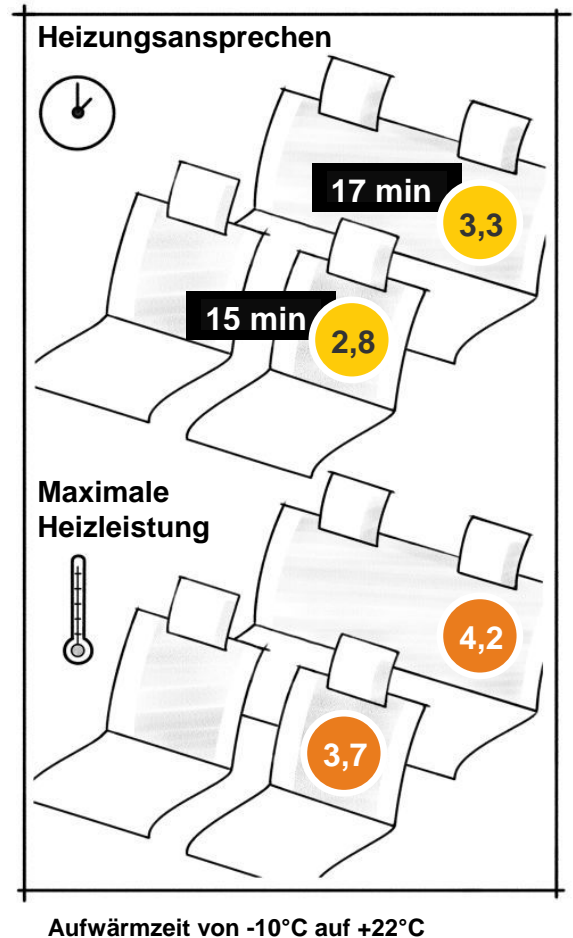 Heizungsansprechen
17 min
3,3
15 min
2,8
Maximale
Heizleistung
4,2
3,7
Aufwärmzeit von -10°C auf +22°C